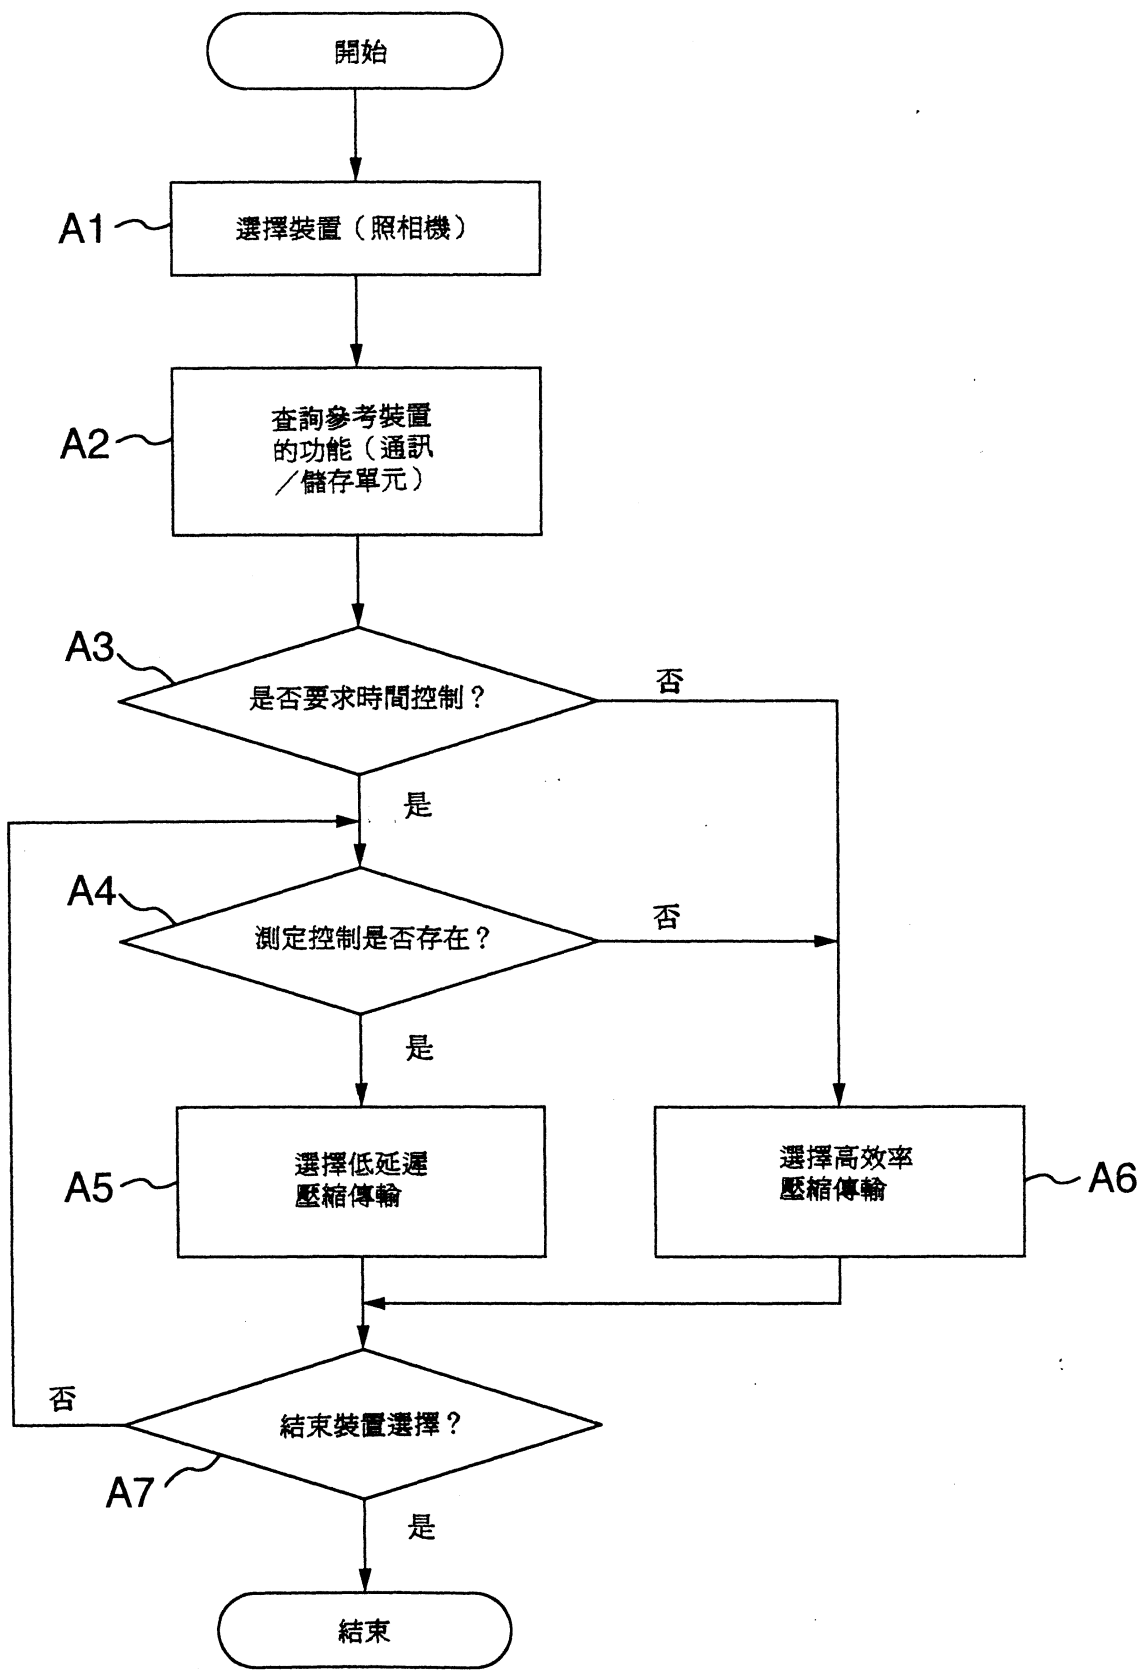 開始
A1
選擇裝置(照相機)
A2
查詢參考裝置
的功能(通訊
/儲存單元)
A3
是否要求時間控制?
否
是
A4
測定控制是否存在?
否
是
A5
選擇低延遲
壓縮傳輸
選擇高效率
壓縮傳輸
A6
否
結束裝置選擇?
A7
是
結束